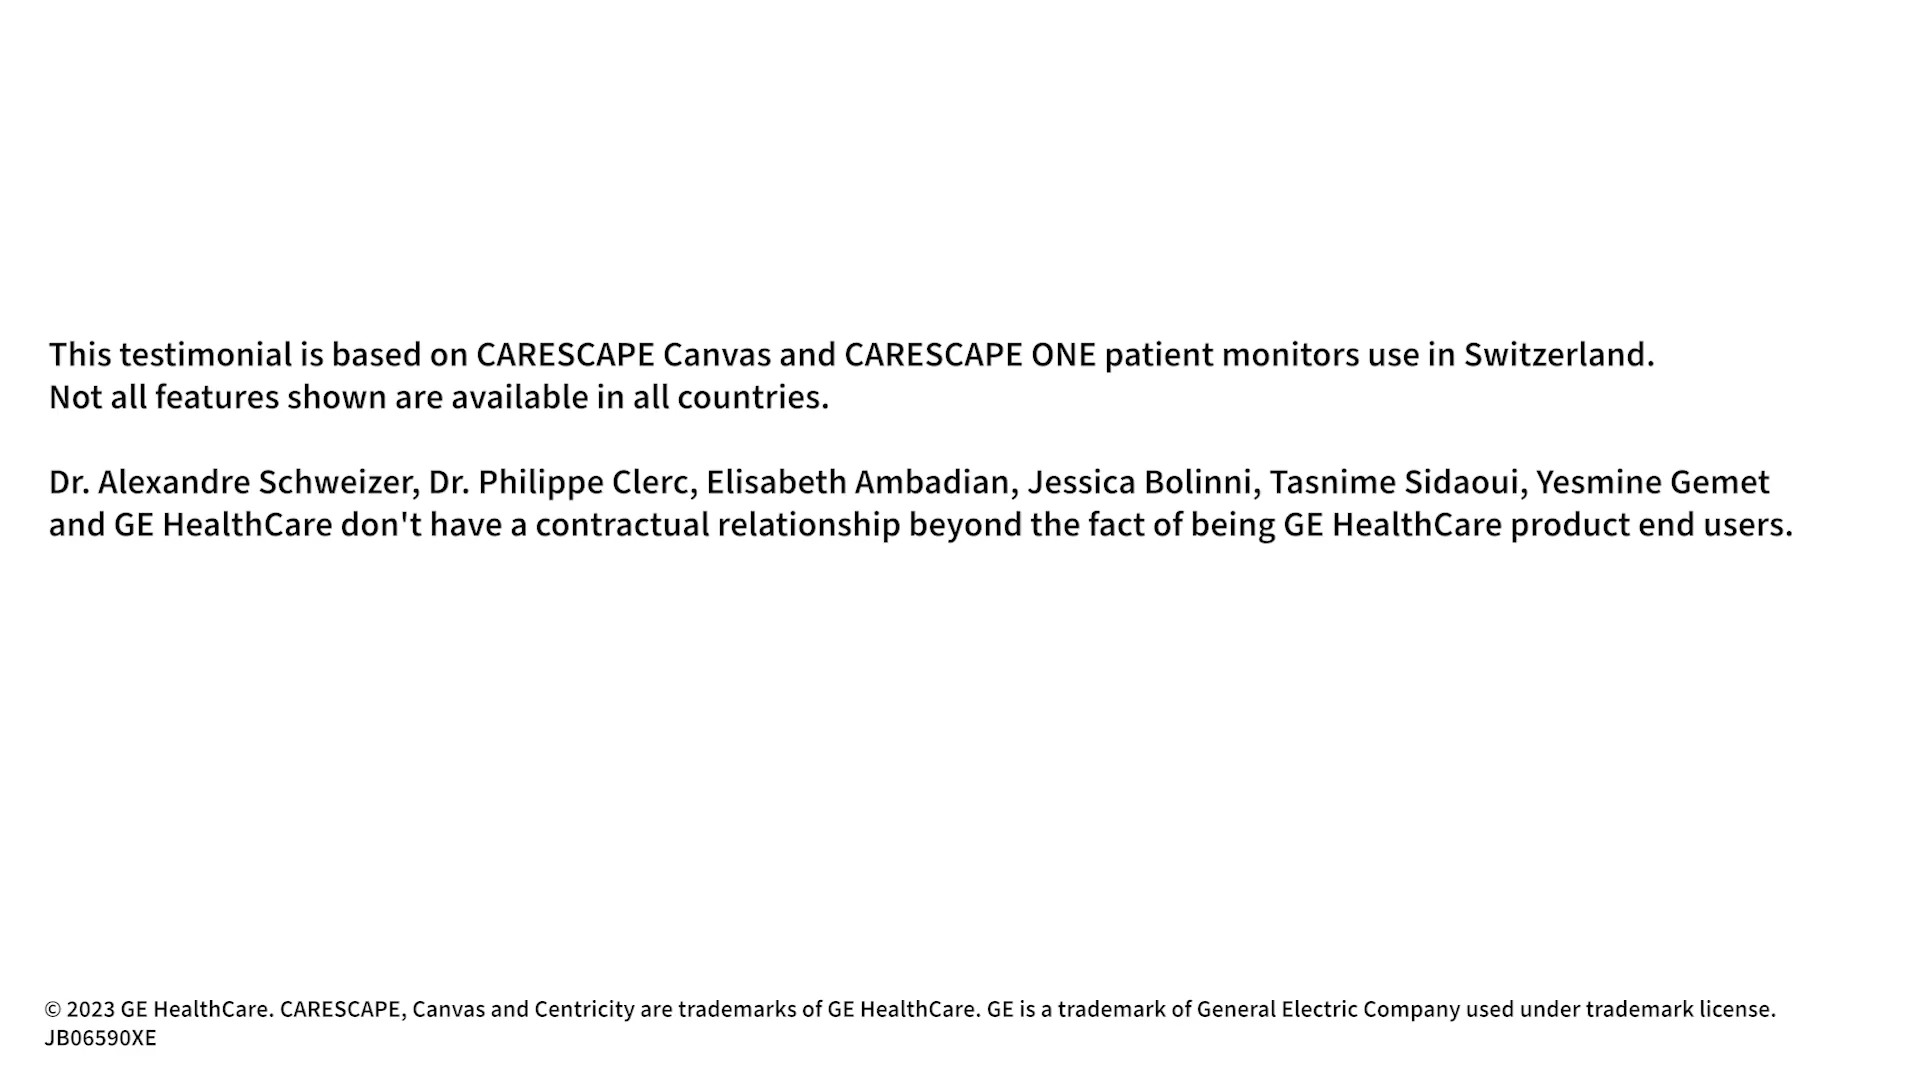 This testimonial is based on CARESCAPE Canvas and CARESCAPE ONE patient monitors use in Switzerland.
Not all features shown are available in all countries.
Dr. Alexandre Schweizer, Dr. Philippe Clerc, Elisabeth Ambadian, Jessica Bolinni, Tasnime Sidaoui, Yesmine Gemet
and GE HealthCare don't have a contractual relationship beyond the fact of being GE HealthCare product end users.
© 2023 GE HealthCare. CARESCAPE, Canvas and Centricity are trademarks of GE HealthCare. GE is a trademark of General Electric Company used under trademark license.
JB06590XE